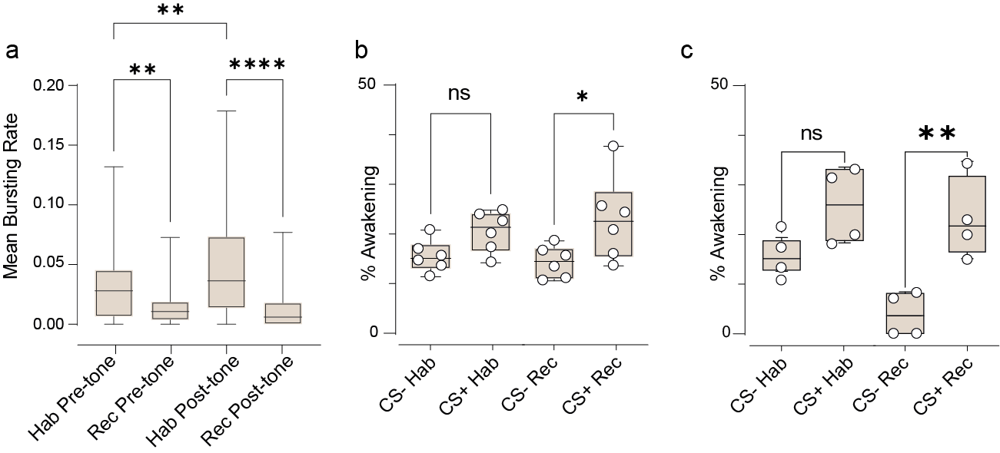 a
**
**
****
Mean Bursting Rate
0.20
0.15
0.10
0.05
0.00
Hab Pre-tone
Rec Pre-tone
Hab Post-tone
Rec Post-tone
b
ns
*
% Awakening
50
0
CS- Hab
CS+ Hab
CS- Rec
CS+ Rec
c
ns
**
% Awakening
50
0
CS- Hab
CS+ Hab
CS- Rec
CS+ Rec